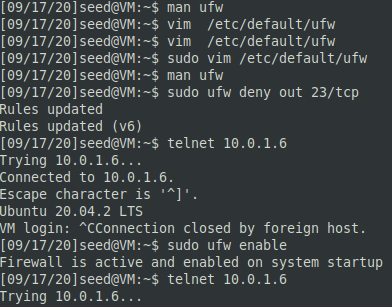 [09/17/20]seed@VM:~$ man ufw
[09/17/20]seed@VM:~$ vim  /etc/default/ufw
[09/17/20]seed@VM:~$ vim  /etc/default/ufw
[09/17/20]seed@VM:~$ sudo vim /etc/default/ufw
[09/17/20]seed@VM:~$ man ufw
[09/17/20]seed@VM:~$ sudo ufw deny out 23/tcp
Rules updated
Rules updated (v6)
[09/17/20]seed@VM:~$ telnet 10.0.1.6
Trying 10.0.1.6...
Connected to 10.0.1.6.
Escape character is '^]'.
Ubuntu 20.04.2 LTS
VM login: ^CConnection closed by foreign host.
[09/17/20]seed@VM:~$ sudo ufw enable
Firewall is active and enabled on system startup
[09/17/20]seed@VM:~$ telnet 10.0.1.6
Trying 10.0.1.6...